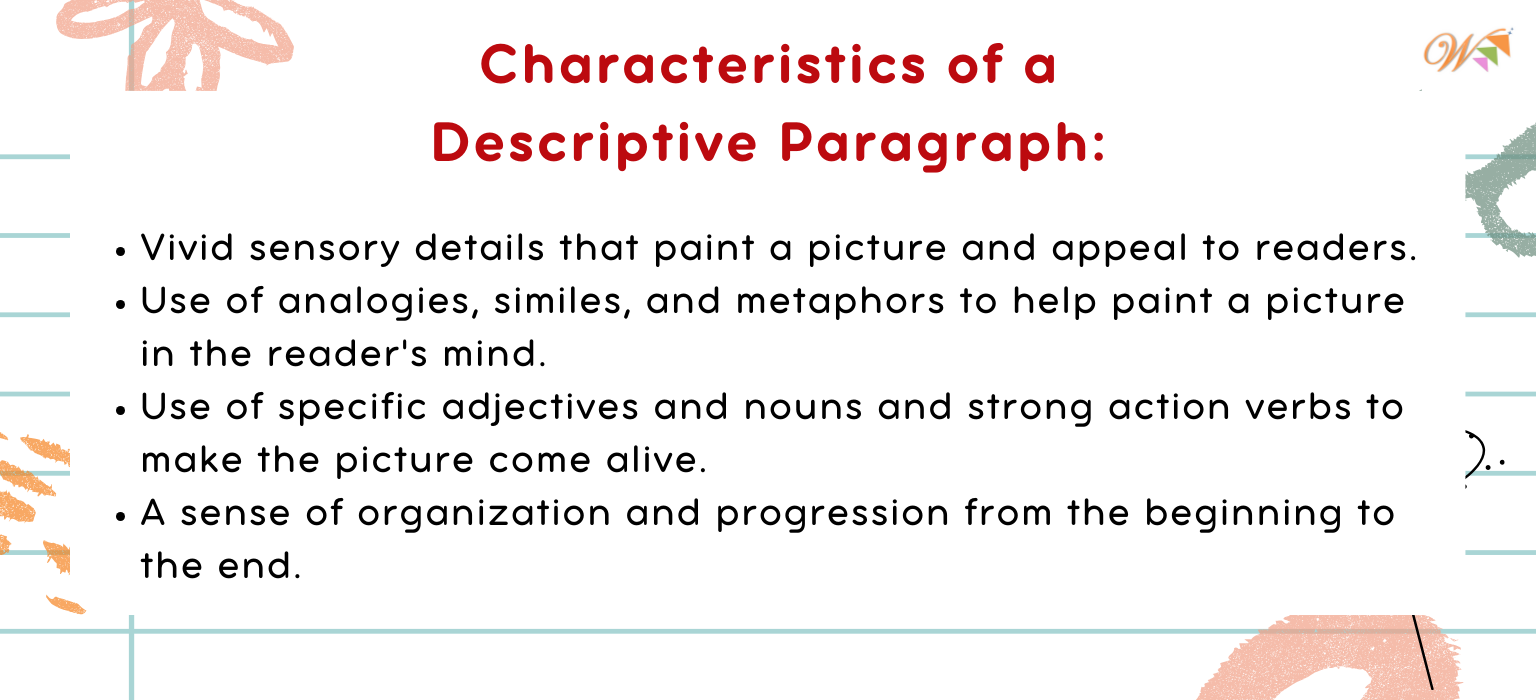 Characteristics of a
Descriptive Paragraph:
W
• Vivid sensory details that paint a picture and appeal to readers.
• Use of analogies, similes, and metaphors to help paint a picture
in the reader's mind.
• Use of specific adjectives and nouns and strong action verbs to
make the picture come alive.
• A sense of organization and progression from the beginning to
the end.